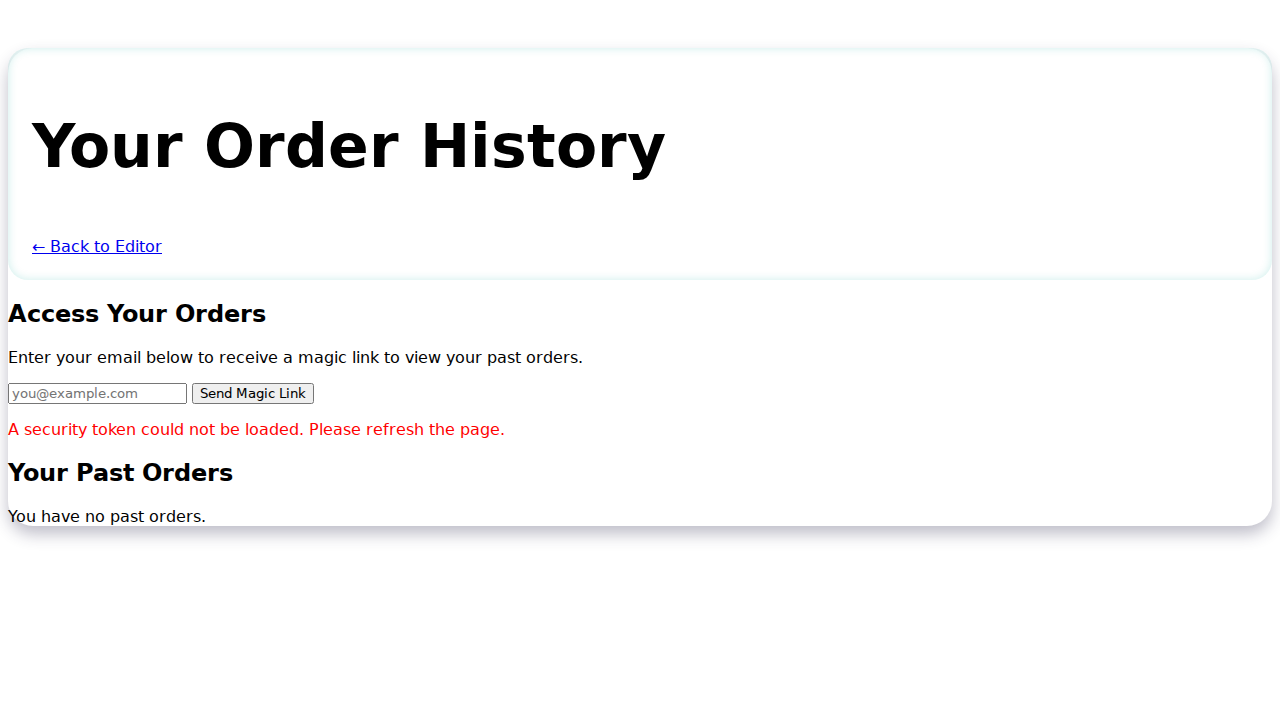 Your Order History
← Back to Editor
Access Your Orders
Enter your email below to receive a magic link to view your past orders.
you@example.com Send Magic Link
A security token could not be loaded. Please refresh the page.
Your Past Orders
You have no past orders.